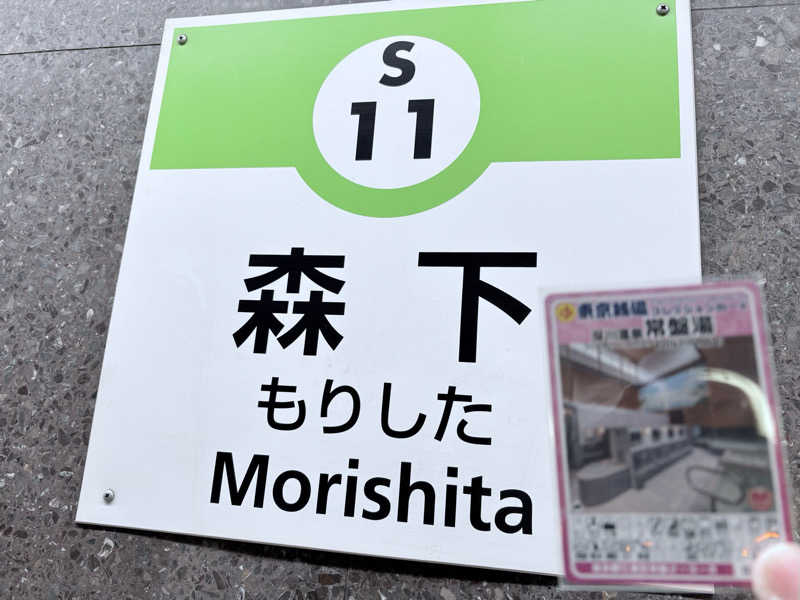 S
11
森下
もりした
Morishita
東京銭湯
常盤湯